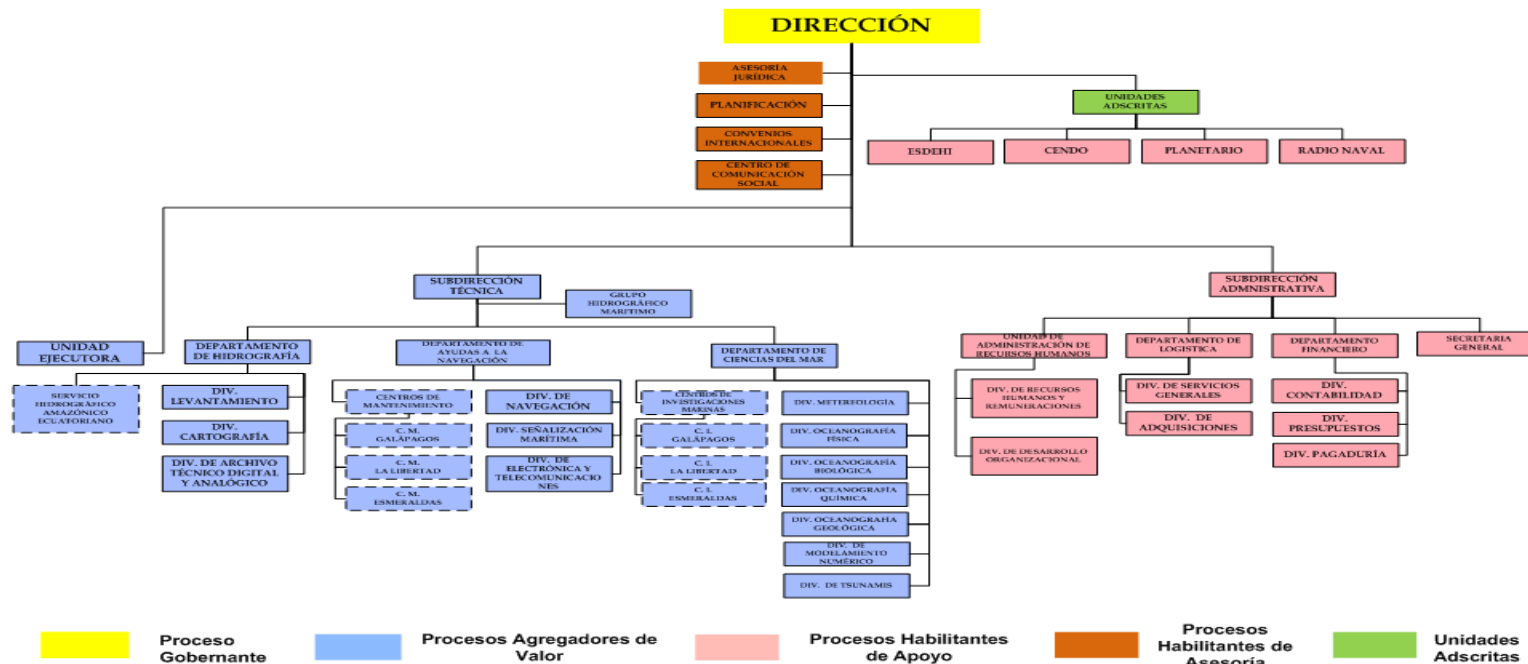 DIRECCIÓN
ASESORÍA
JURÍDICA
PLANIFICACIÓN
CONVENIOS
INTERNACIONALES
CENTRO DE
COMUNICACIÓN
SOCIAL
UNIDADES
ADSCRITAS
ESDEHI
CENDO
PLANETARIO
RADIO NAVAL
SUBDIRECCIÓN
TÉCNICA
GRUPO
HIDROGRÁFICO
MARITIMO
SUBDIRECCIÓN
ADMNISTRATIVA
UNIDAD
EJECUTORA
DEPARTAMENTO
DE HIDROGRAFÍA
DEPARTAMENTO DE
AYUDAS A LA
NAVEGACIÓN
DEPARTAMENTO DE
CIENCIAS DEL MAR
UNIDAD DE
ADMINISTRACIÓN DE
RECURSOS HUMANOS
DEPARTAMENTO DE
LOGISTICA
DEPARTAMENTO
FINANCIERO
SECRETARIA
GENERAL
SERVICIO
HIDROGRÁFICO
AMAZÓNICO
ECUATORIANO
DIV.
LEVANTAMIENTO
DIV.
CARTOGRAFÍA
DIV. DE ARCHIVO
TÉCNICO DIGITAL
Y ANALÓGICO
CENTROS DE
MANTENIMIENTO
C. M.
GALÁPAGOS
C. M.
LA LIBERTAD
C. M.
ESMERALDAS
DIV. DE
NAVEGACIÓN
DIV. SEÑALIZACIÓN
MARÍTIMA
DIV. DE
ELECTRÓNICA Y
TELECOMUNICACIO
NES
CENTROS DE
INVESTIGACIONES
MARINAS
C. I.
GALÁPAGOS
C. I.
LA LIBERTAD
C. I.
ESMERALDAS
DIV. METEREOLOGÍA
DIV. OCEANOGRAFÍA
FÍSICA
DIV. OCEANOGRAFÍA
BIOLÓGICA
DIV. OCEANOGRAFÍA
QUÍMICA
DIV. OCEANOGRAFÍA
GEOLÓGICA
DIV. DE
MODELAMIENTO
NUMÉRICO
DIV. DE TSUNAMIS
DIV. DE RECURSOS
HUMANOS Y
REMUNERACIONES
DIV. DE DESARROLLO
ORGANIZACIONAL
DIV. DE SERVICIOS
GENERALES
DIV. DE
ADQUISICIONES
DIV.
CONTABILIDAD
DIV.
PRESUPUESTOS
DIV. PAGADURÍA
Proceso
Gobernante
Procesos Agregadores de
Valor
Procesos Habilitantes
de Apoyo
Procesos
Habilitantes de
Asesoría
Unidades
Adscritas